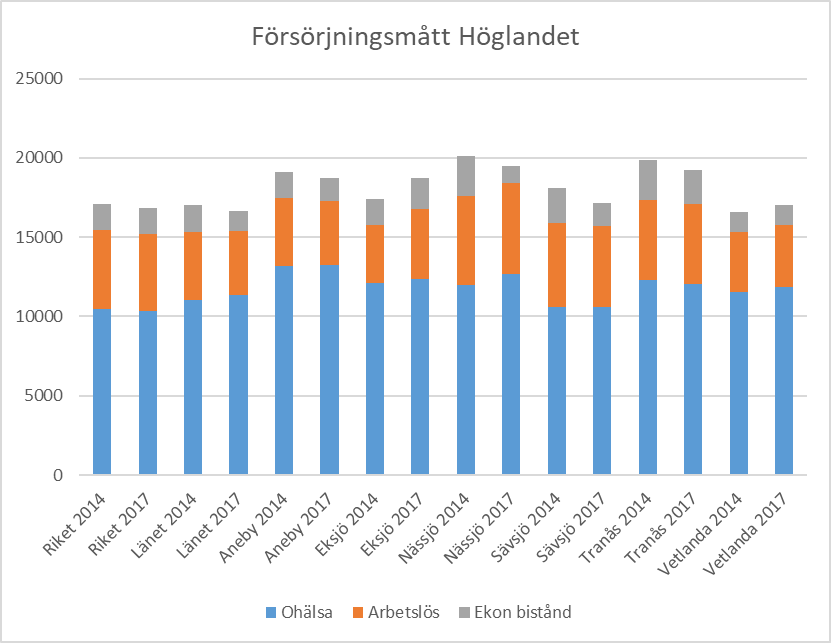 Försörjningsmått Höglandet
25000
20000
15000
10000
5000
0
Riket 2014
Riket 2017
Länet 2014
Länet 2017
Aneby 2014
Aneby 2017
Eksjö 2014
Eksjö 2017
Nässjö 2014
Nässjö 2017
Sävsjö 2014
Sävsjö 2017
Tranås 2014
Tranås 2017
Vetlanda 2014
Vetlanda 2017
Ohälsa Arbetslös Ekon bistånd